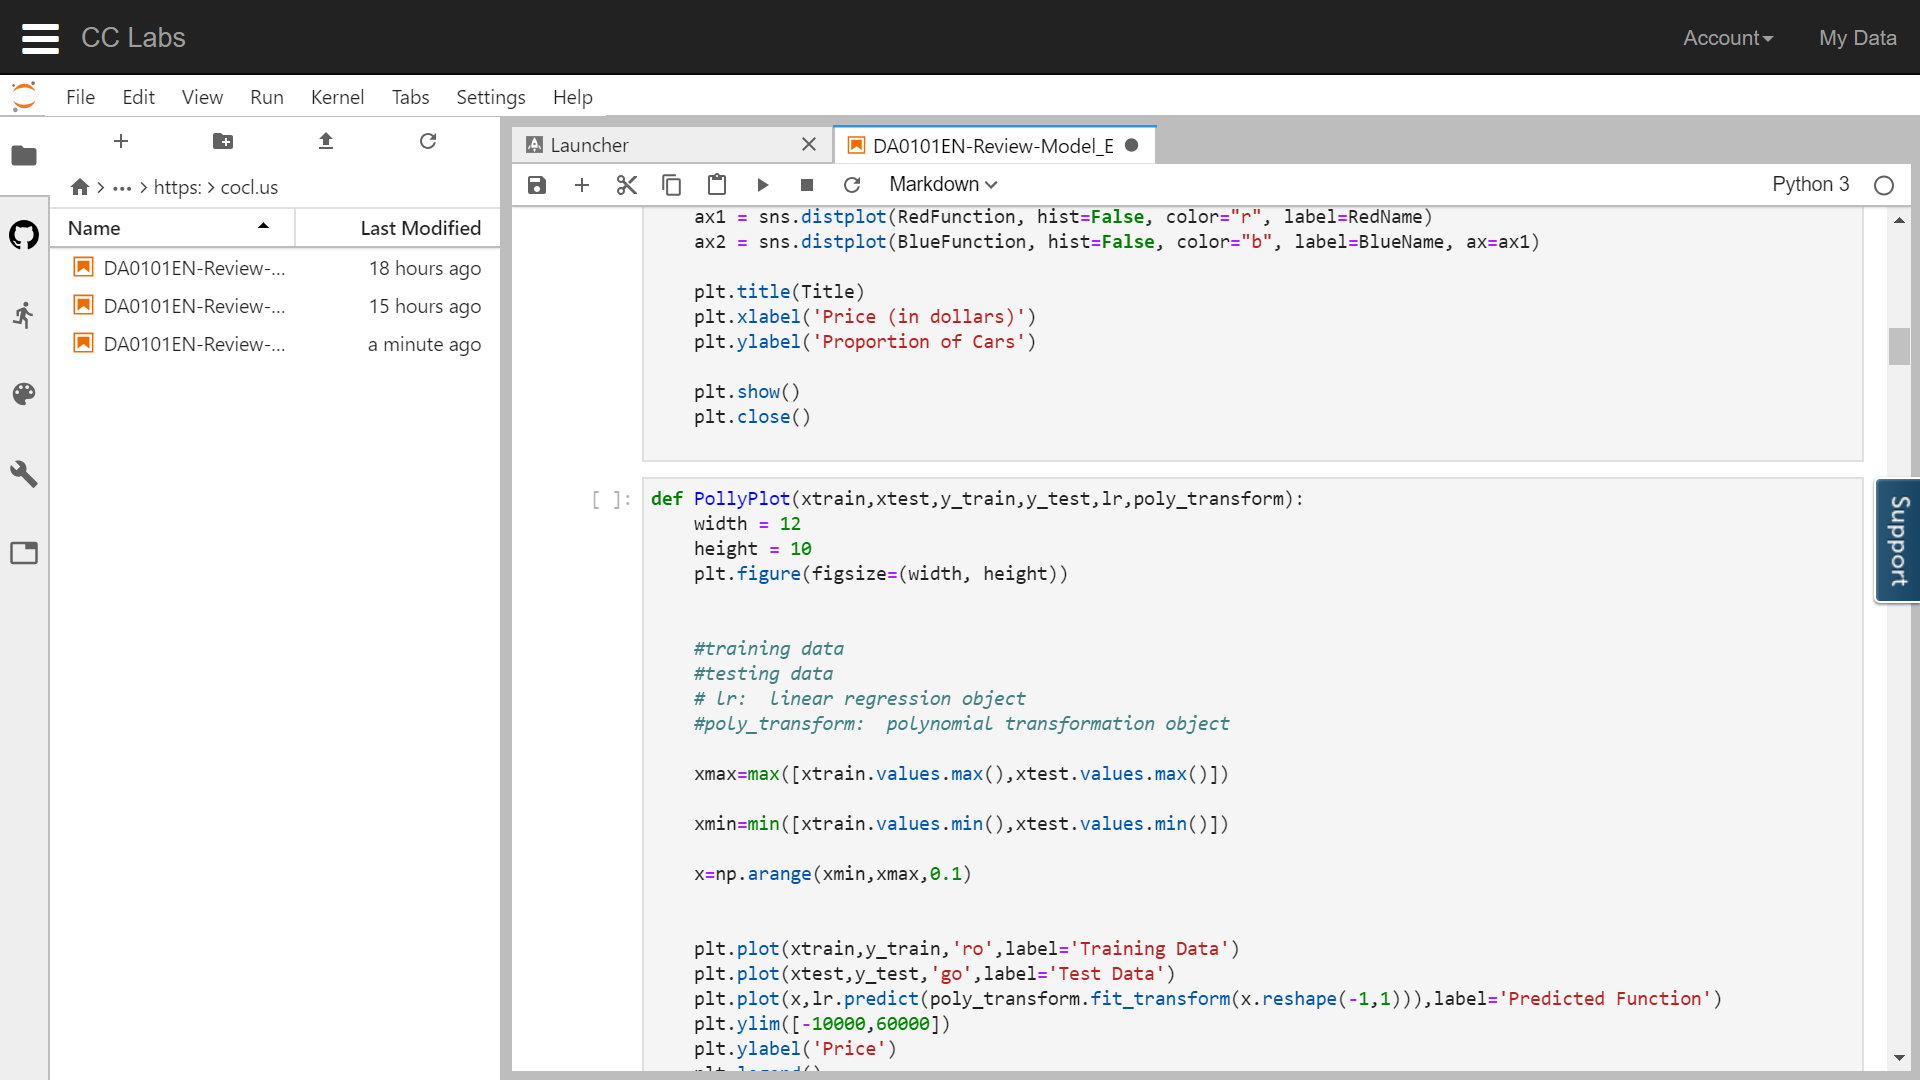 CC Labs
Account
My Data
File Edit View Run Kernel Tabs Settings Help
… https: cocl.us
Name
Last Modified
DA0101EN-Review-... 18 hours ago
DA0101EN-Review-... 15 hours ago
DA0101EN-Review-... a minute ago
Launcher
DA0101EN-Review-Model_E
Markdown
Python 3
ax1 = sns.distplot(RedFunction, hist=False, color="r", label=RedName)
ax2 = sns.distplot(BlueFunction, hist=False, color="b", label=BlueName, ax=ax1)
plt.title(Title)
plt.xlabel('Price (in dollars)')
plt.ylabel('Proportion of Cars')
plt.show()
plt.close()
[ ]: def PollyPlot(xtrain,xtest,y_train,y_test,lr,poly_transform):
width = 12
height = 10
plt.figure(figsize=(width, height))
#training data
#testing data
# lr:  linear regression object
#poly_transform:  polynomial transformation object
xmax=max([xtrain.values.max(),xtest.values.max()])
xmin=min([xtrain.values.min(),xtest.values.min()])
x=np.arange(xmin,xmax,0.1)
plt.plot(xtrain,y_train,'ro',label='Training Data')
plt.plot(xtest,y_test,'go',label='Test Data')
plt.plot(x,lr.predict(poly_transform.fit_transform(x.reshape(-1,1))),label='Predicted Function')
plt.ylim([-10000,60000])
plt.ylabel('Price')
plt.legend()
Support